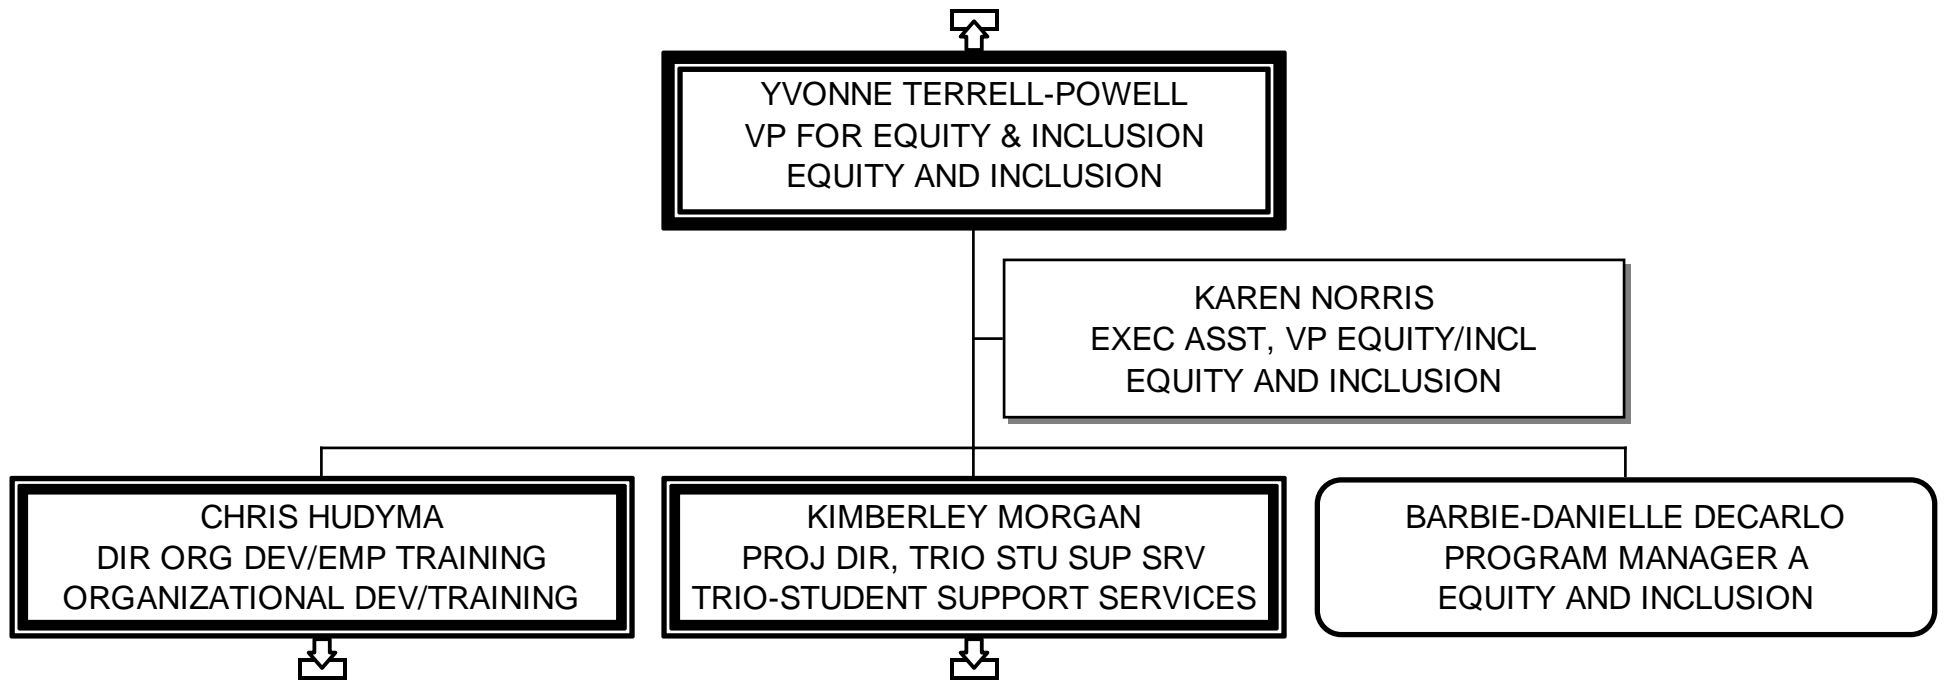 YVONNE TERRELL-POWELL
VP FOR EQUITY & INCLUSION
EQUITY AND INCLUSION
KAREN NORRIS
EXEC ASST, VP EQUITY/INCL
EQUITY AND INCLUSION
CHRIS HUDYMA
DIR ORG DEV/EMP TRAINING
ORGANIZATIONAL DEV/TRAINING
KIMBERLEY MORGAN
PROJ DIR, TRIO STU SUP SRV
TRIO-STUDENT SUPPORT SERVICES
BARBIE-DANIELLE DECARLO
PROGRAM MANAGER A
EQUITY AND INCLUSION